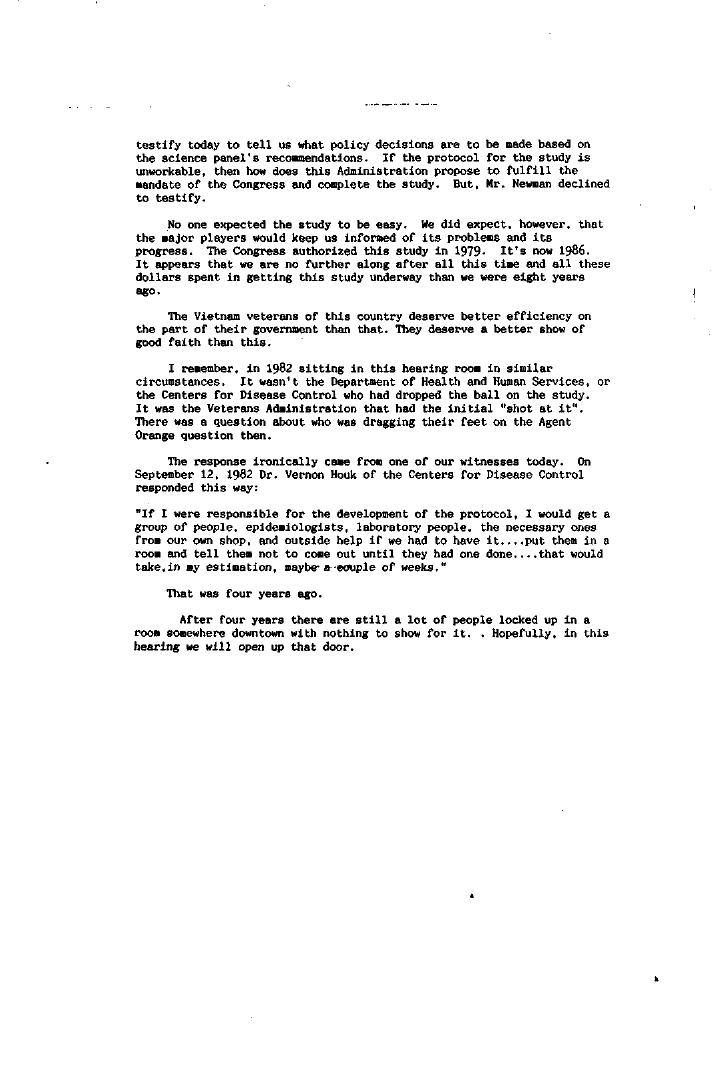 testify today to tell us what policy decisions are to be made based on
the science panel's recommendations. If the protocol for the study is
unworkable, then how does this Administration propose to fulfill the
mandate of the Congress and complete the study. But, Mr. Newman declined
to testify.
No one expected the study to be easy. We did expect, however, that
the major players would keep us informed of its problems and its
progress. The Congress authorized this study in 1979. It's now 1986.
It appears that we are no further along after all this time and all these
dollars spent in getting this study underway than we were eight years
ago.
The Vietnam veterans of this country deserve better efficiency on
the part of their government than that. They deserve a better show of
good faith than this.
I remember, in 1982 sitting in this hearing room in similar
circumstances. It wasn't the Department of Health and Human Services, or
the Centers for Disease Control who had dropped the ball on the study.
It was the Veterans Administration that had the initial "shot at it".
There was a question about who was dragging their feet on the Agent
Orange question then.
The response ironically came from one of our witnesses today. On
September 12, 1982 Dr. Vernon Houk of the Centers for Disease Control
responded this way:
"If I were responsible for the development of the protocol, I would get a
group of people, epidemiologists, laboratory people, the necessary ones
from our own shop, and outside help if we had to have it....put them in a
room and tell them not to come out until they had one done....that would
take,in my estimation, maybe a couple of weeks."
That was four years ago.
After four years there are still a lot of people locked up in a
room somewhere downtown with nothing to show for it. . Hopefully, in this
hearing we will open up that door.